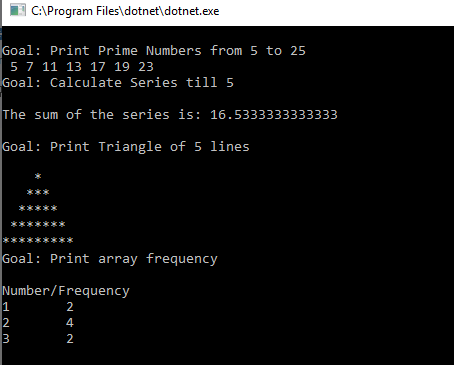 C:\Program Files\dotnet\dotnet.exe
Goal: Print Prime Numbers from 5 to 25
 5 7 11 13 17 19 23
Goal: Calculate Series till 5
The sum of the series is: 16.5333333333333
Goal: Print Triangle of 5 lines
    *
   ***
  *****
 *******
*********
Goal: Print array frequency
Number/Frequency
1       2
2       4
3       2